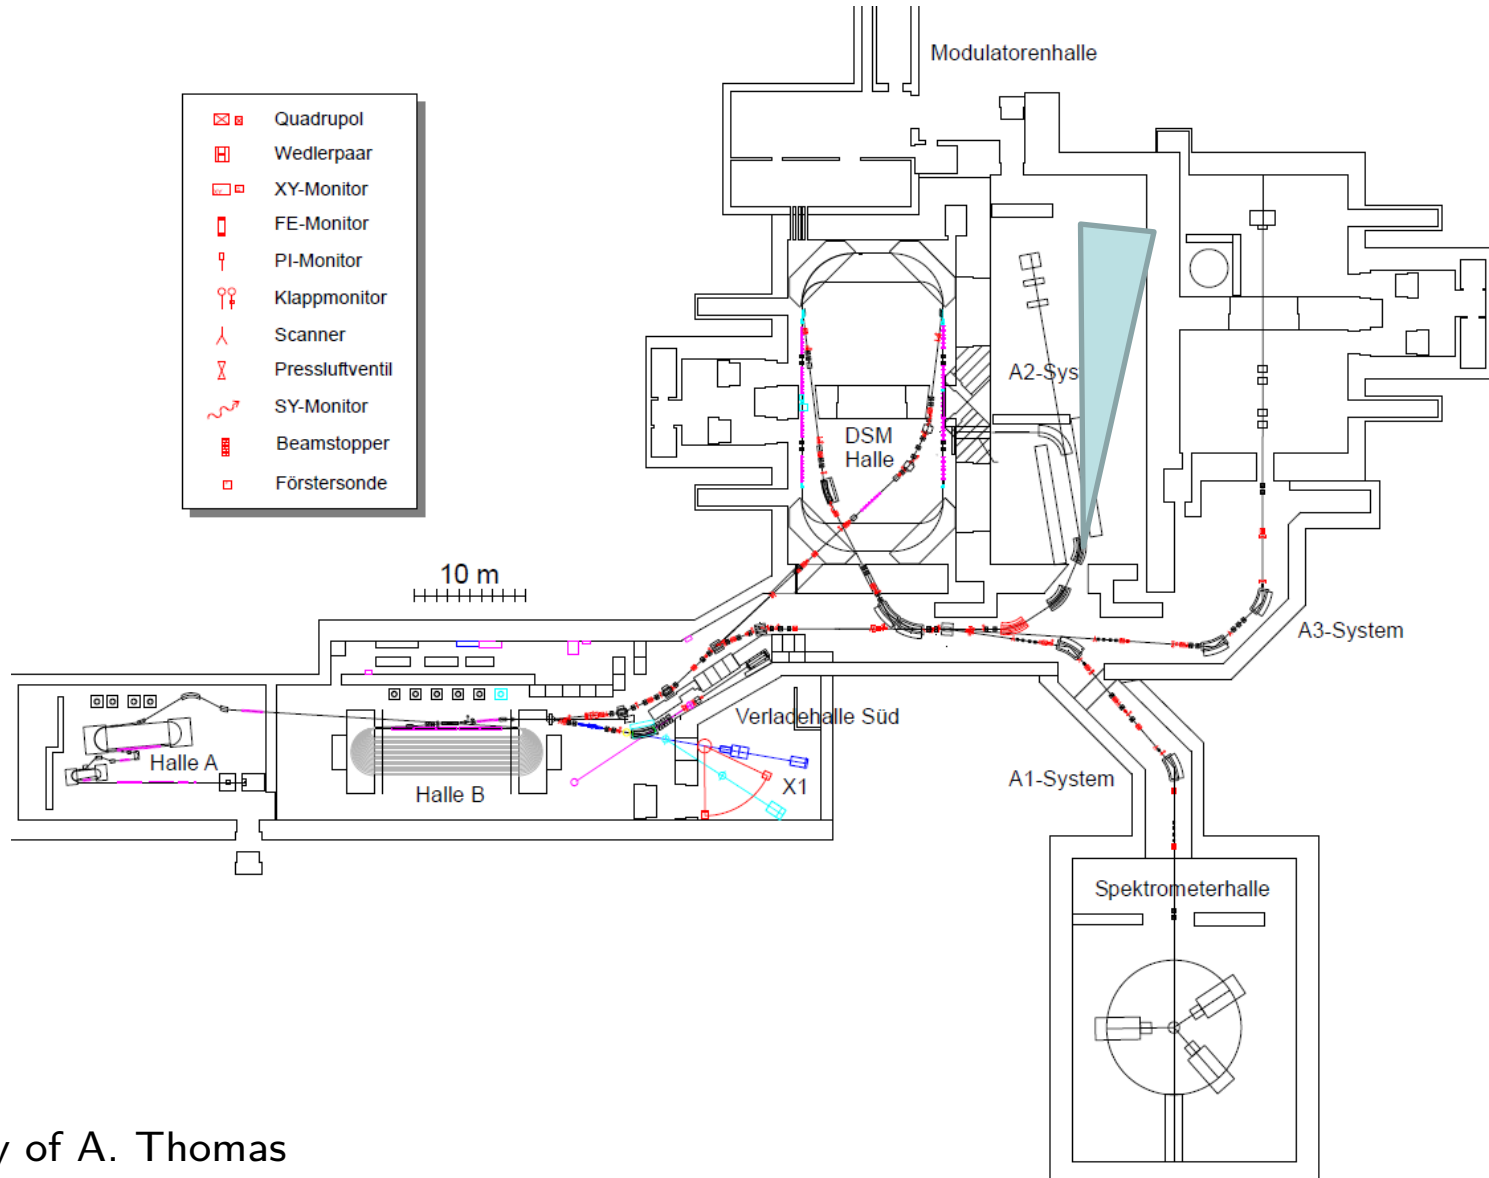 Modulatorenhalle
Quadrupol
Wedlerpaar
XY-Monitor
FE-Monitor
PI-Monitor
Klappmonitor
Scanner
Pressluftventil
SY-Monitor
Beamstopper
Förstersonde
A2-Sys
DSM
Halle
10 m
A3-System
Verladehalle Süd
Halle A
Halle B
X1
A1-System
Spektrometerhalle
y of A. Thomas